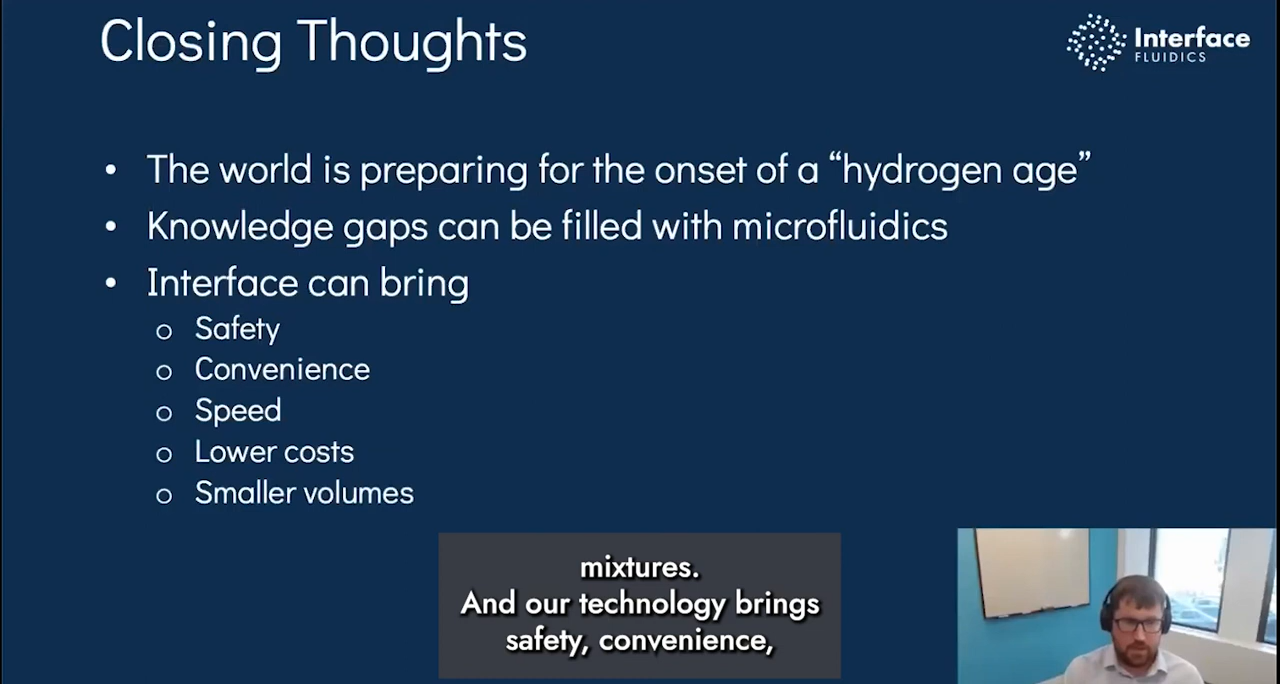 Closing Thoughts
Interface
FLUIDICS
• The world is preparing for the onset of a “hydrogen age”
• Knowledge gaps can be filled with microfluidics
• Interface can bring
o Safety
o Convenience
o Speed
o Lower costs
o Smaller volumes
mixtures.
And our technology brings
safety, convenience,